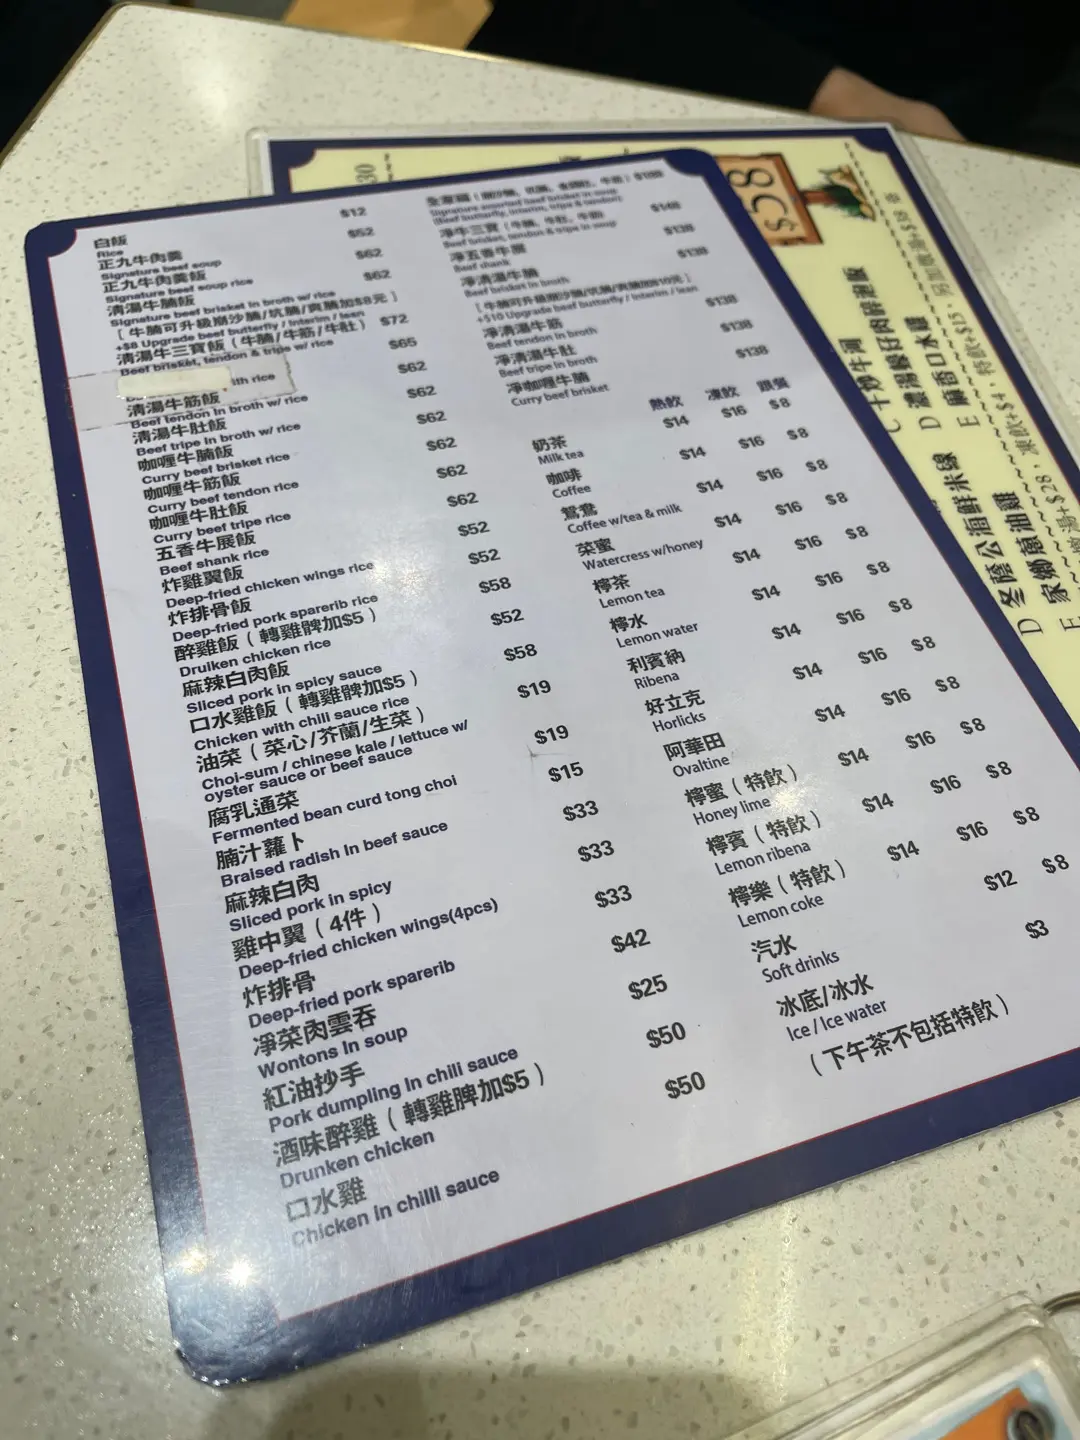 白飯 $12
Rice
正九牛肉羹 $52
Signature beef soup
正九牛肉羹飯 $62
Signature beef soup rice
清湯牛腩飯 $62
Signature beef brisket in broth w/ rice
[ 牛腩可升級崩沙腩/坑腩/爽腩加$8元 ]
+$8 Upgrade beef butterfly / interim / lean
清湯牛三寶飯 ( 牛腩/牛筋/牛肚 ) $72
Beef brisket, tendon & tripe w/ rice
ith rice $65
清湯牛筋飯 $62
Beef tendon in broth w/ rice
清湯牛肚飯 $62
Beef tripe in broth w/ rice
咖喱牛腩飯 $62
Curry beef brisket rice
咖喱牛筋飯 $62
Curry beef tendon rice
咖喱牛肚飯 $62
Curry beef tripe rice
五香牛展飯 $62
Beef shank rice
炸雞翼飯 $52
Deep-fried chicken wings rice
炸排骨飯 $52
Deep-fried pork sparerib rice
醉雞飯 ( 轉雞髀加$5 ) $58
Druiken chicken rice
麻辣白肉飯 $52
Sliced pork in spicy sauce
口水雞飯 ( 轉雞髀加$5 ) $58
Chicken with chill sauce rice
油菜 ( 菜心/芥蘭/生菜 ) $19
Choi-sum / chinese kale / lettuce w/
oyster sauce or beef sauce
腐乳通菜 $19
Fermented bean curd tong choi
腩汁蘿卜 $15
Braised radish in beef sauce
麻辣白肉 $33
Sliced pork in spicy
雞中翼 ( 4件 ) $33
Deep-fried chicken wings(4pcs)
炸排骨 $33
Deep-fried pork sparerib
淨菜肉雲吞 $42
Wontons In soup
紅油抄手 $25
Pork dumpling In chili sauce
酒味醉雞 ( 轉雞脾加$5 ) $50
Drunken chicken
口水雞 $50
Chicken in chilli sauce
Signature assorted beef brisket in soup
(Beef butterfly, interim, tripe & tendon)
淨牛三寶 ( 牛腩、牛肚、牛筋 ) $148
Beef brisket, tendon & tripe in soup
淨五香牛展 $138
Beef shank
淨清湯牛腩 $138
Beef brisket in broth
[ 牛腩可升級崩沙腩/坑腩/爽腩加$10元 ]
+$10 Upgrade beef butterfly / interim / lean
淨清湯牛筋 $138
Beef tendon in broth
淨清湯牛肚 $138
Beef tripe in broth
淨咖喱牛腩 $138
Curry beef brisket
熱飲 凍飲 跟餐
奶茶 $14 $16 $8
Milk tea
咖啡 $14 $16 $8
Coffee
鴛鴦 $14 $16 $8
Coffee w/tea & milk
菜蜜 $14 $16 $8
Watercress w/honey
檸茶 $14 $16 $8
Lemon tea
檸水 $14 $16 $8
Lemon water
利賓納 $14 $16 $8
Ribena
好立克 $14 $16 $8
Horlicks
阿華田 $14 $16 $8
Ovaltine
檸蜜 ( 特飲 ) $14 $16 $8
Honey lime
檸賓 ( 特飲 ) $14 $16 $8
Lemon ribena
檸樂 ( 特飲 ) $14 $16 $8
Lemon coke
汽水 $12 $8
Soft drinks
冰底/冰水 $3
Ice / Ice water
( 下午茶不包括特飲 )
$58
30
C 干炒牛河
D 濃湯
E 麻香口水雞
D 冬蔭公海鮮米線
E 家鄉蔥油雞